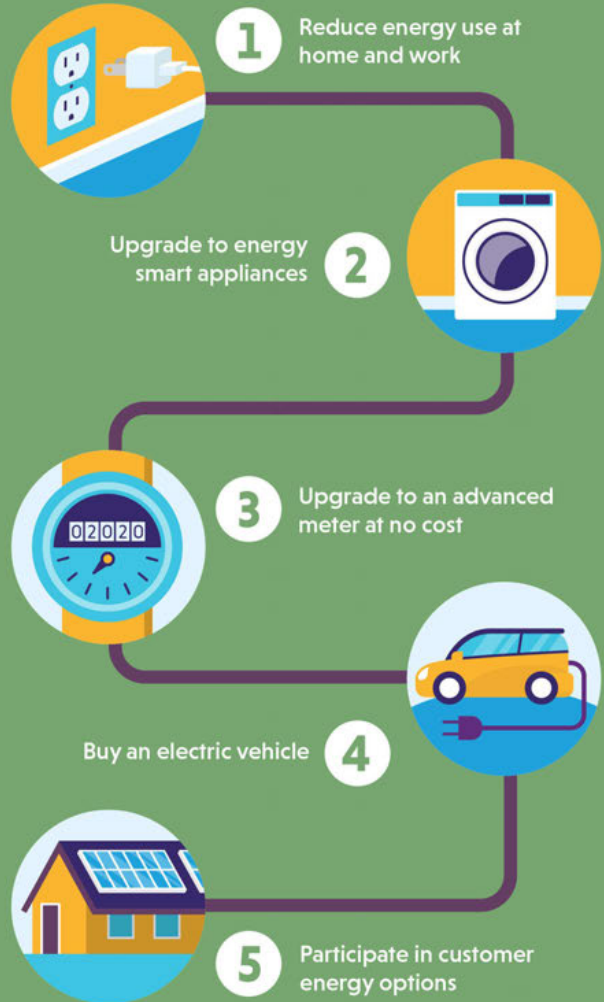 1
Reduce energy use at
home and work
Upgrade to energy
smart appliances
2
3
Upgrade to an advanced
meter at no cost
02020
Buy an electric vehicle
4
5
Participate in customer
energy options